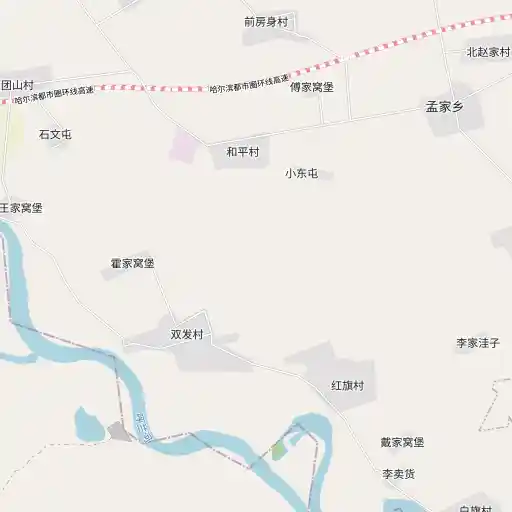 前房身村
北赵家村
团山村
哈尔滨都市圈环线高速
哈尔滨都市圈环线高速
傅家窝堡
孟家乡
石文屯
和平村
小东屯
王家窝堡
霍家窝堡
双发村
李家洼子
红旗村
戴家窝堡
李卖货
白旗村